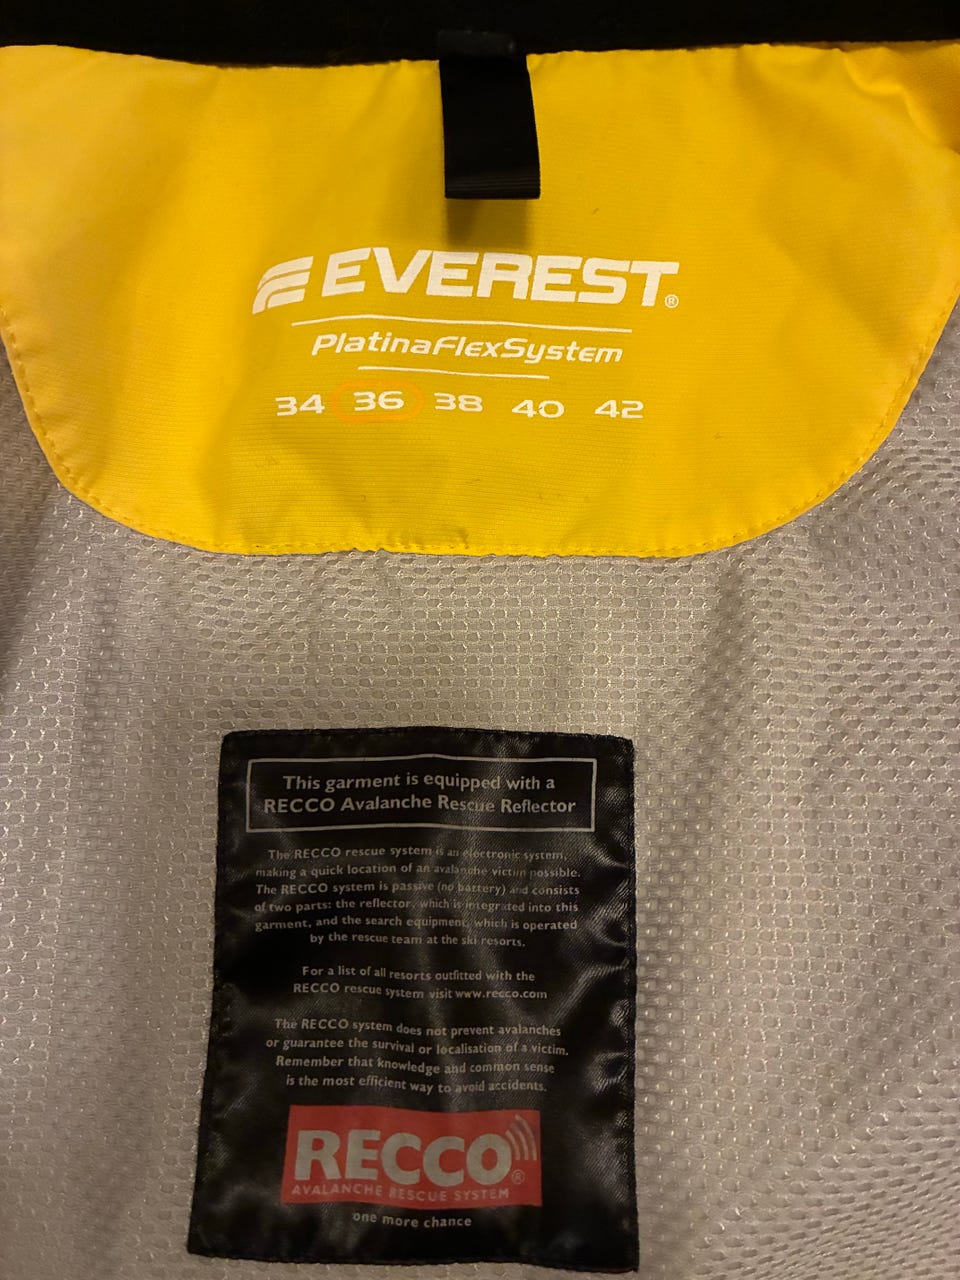 EVEREST®
PlatinaFlexSystem
34 36 38 40 42
This garment is equipped with a
RECCO Avalanche Rescue Reflector
The RECCO rescue system is an electronic system,
making a quick location of an avalanche victim possible.
The RECCO system is passive (no battery) and consists
of two parts: the reflector, which is integrated into this
garment, and the search equipment, which is operated
by the rescue team at the ski resorts.
For a list of all resorts outfitted with the
RECCO rescue system visit www.recco.com
The RECCO system does not prevent avalanches
or guarantee the survival or localisation of a victim.
Remember that knowledge and common sense
is the most efficient way to avoid accidents.
RECCO®
AVALANCHE RESCUE SYSTEM
one more chance